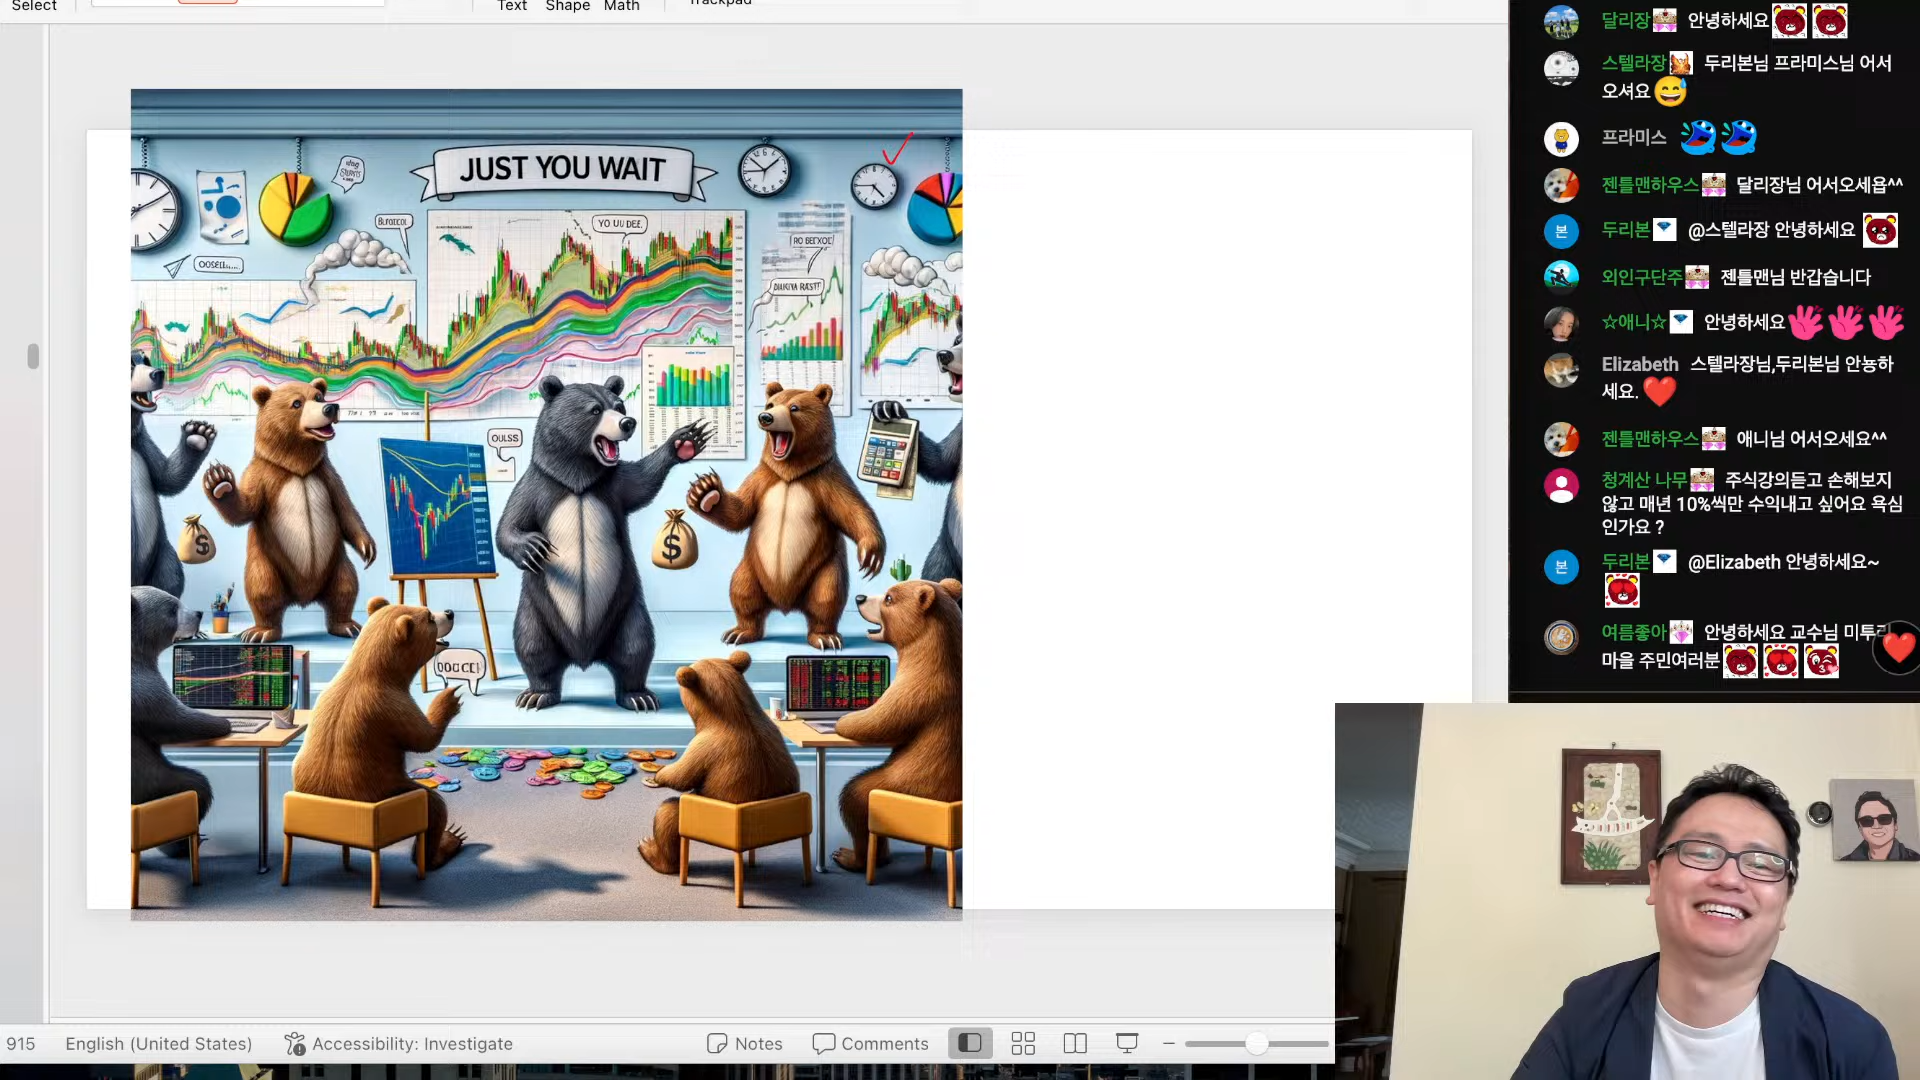 Select
Text
Shape
Math
Trackpad
JUST YOU WAIT
YO UU DEE.
OULSS
$
$
달리장 안녕하세요
스텔라장 두리본님 프라미스님 어서
오셔요
프라미스
젠틀맨하우스 달리장님 어서오세욥^^
본
두리본 @스텔라장 안녕하세요
외인구단주 젠틀맨님 반갑습니다
☆애니☆ 안녕하세요
Elizabeth 스텔라장님,두리본님 안뇽하
세요.
젠틀맨하우스 애니님 어서오세요^^
청계산 나무 주식강의듣고 손해보지
않고 매년 10%씩만 수익내고 싶어요 욕심
인가요 ?
본
두리본 @Elizabeth 안녕하세요~
여름좋아 안녕하세요 교수님 미투리
마을 주민여러분
915
English (United States)
Accessibility: Investigate
Notes
Comments